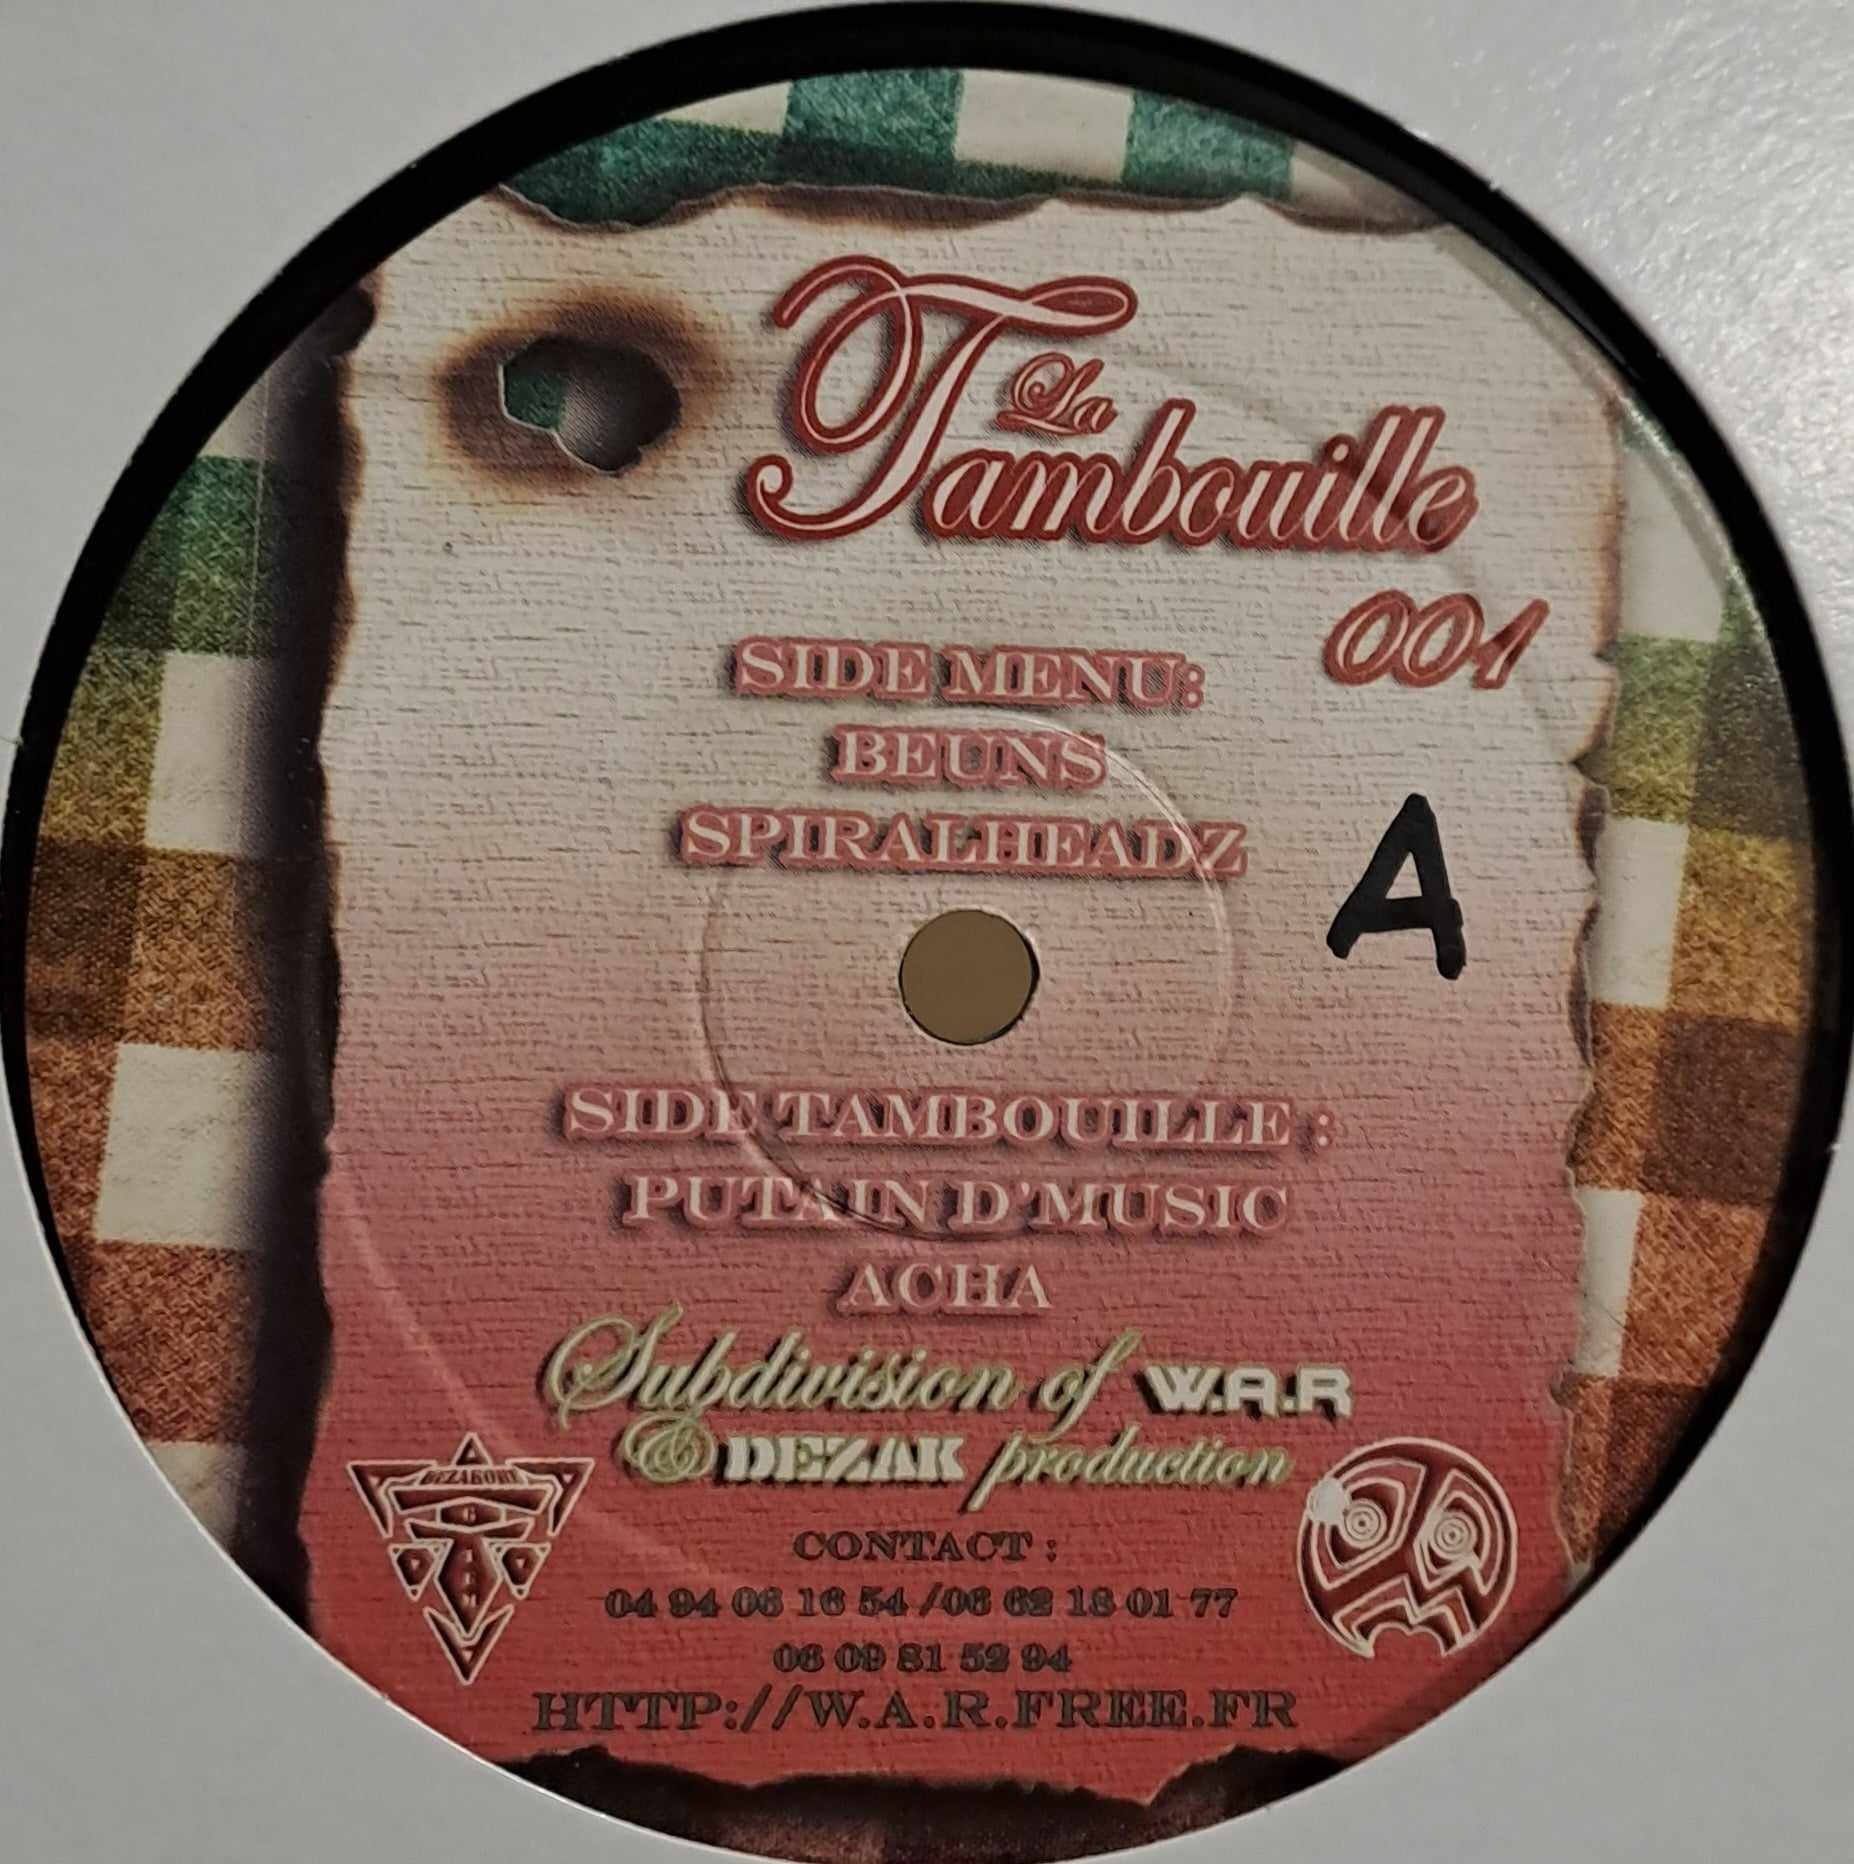 La
Tambouille
001
SIDE MENU:
BEUNS
SPIRALHEADZ
A
SIDE TAMBOUILLE :
PUTAIN D'MUSIC
ACHA
Subdivision of W.A.R
& DEZAK production
CONTACT :
04 94 06 16 54 /06 62 18 01 77
06 09 81 52 94
HTTP://W.A.R.FREE.FR